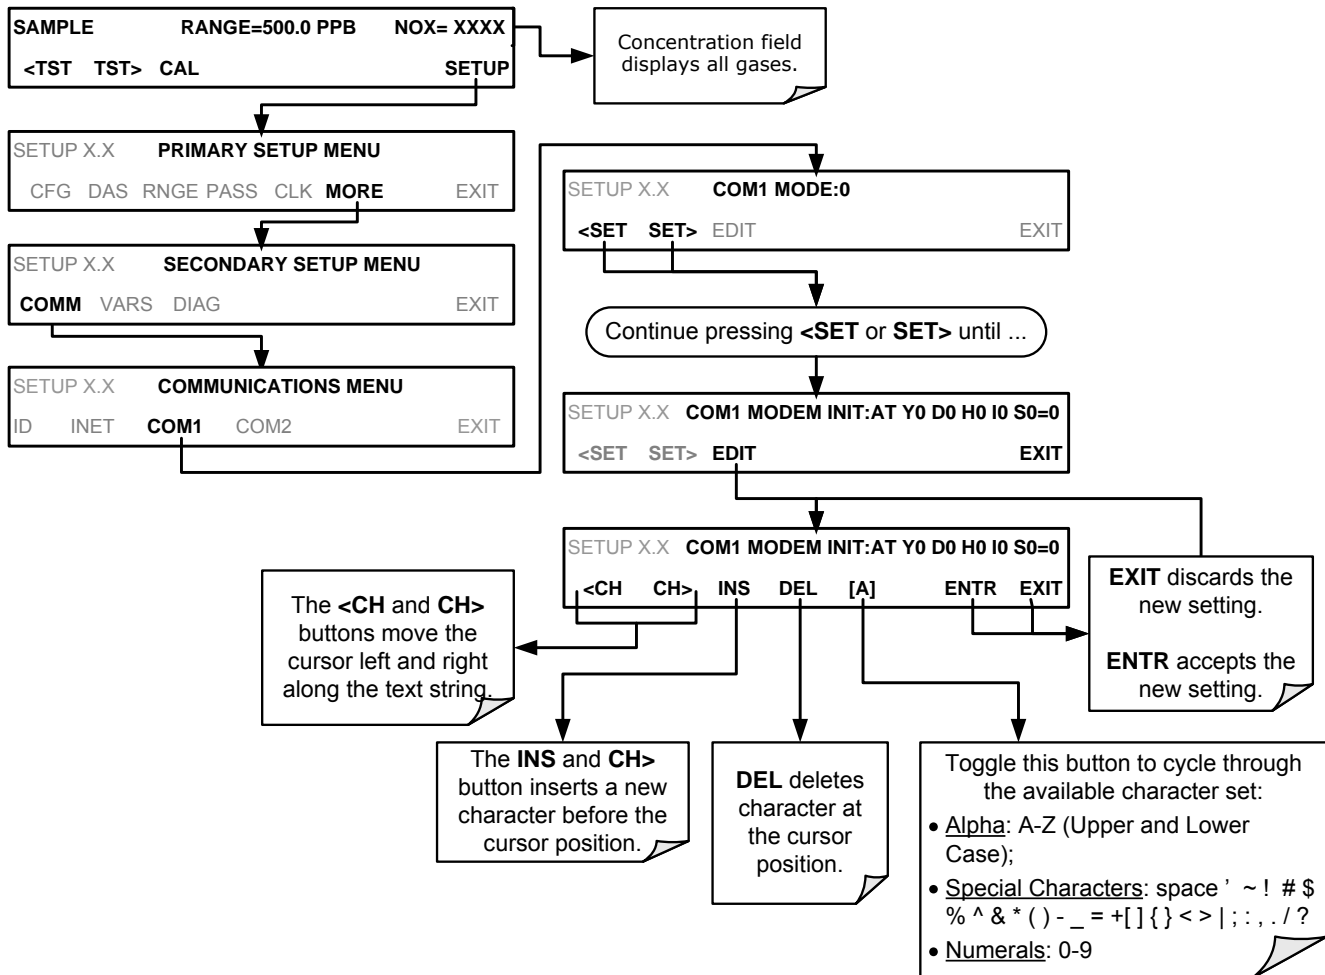 SAMPLE RANGE=500.0 PPB NOX= XXXX
<TST TST> CAL SETUP
Concentration field
displays all gases.
SETUP X.X PRIMARY SETUP MENU
CFG DAS RNGE PASS CLK MORE EXIT
SETUP X.X SECONDARY SETUP MENU
COMM VARS DIAG EXIT
SETUP X.X COMMUNICATIONS MENU
ID INET COM1 COM2 EXIT
SETUP X.X COM1 MODE:0
<SET SET> EDIT EXIT
Continue pressing <SET or SET> until ...
SETUP X.X COM1 MODEM INIT:AT Y0 D0 H0 I0 S0=0
<SET SET> EDIT EXIT
SETUP X.X COM1 MODEM INIT:AT Y0 D0 H0 I0 S0=0
<CH CH> INS DEL [A] ENTR EXIT
The <CH and CH>
buttons move the
cursor left and right
along the text string.
EXIT discards the
new setting.
ENTR accepts the
new setting.
The INS and CH>
button inserts a new
character before the
cursor position.
DEL deletes
character at
the cursor
position.
Toggle this button to cycle through
the available character set:
• Alpha: A-Z (Upper and Lower
Case);
• Special Characters: space ' ~ ! # $
% ^ & * ( ) - _ = +[ ] { } < > | ; : , . / ?
• Numerals: 0-9